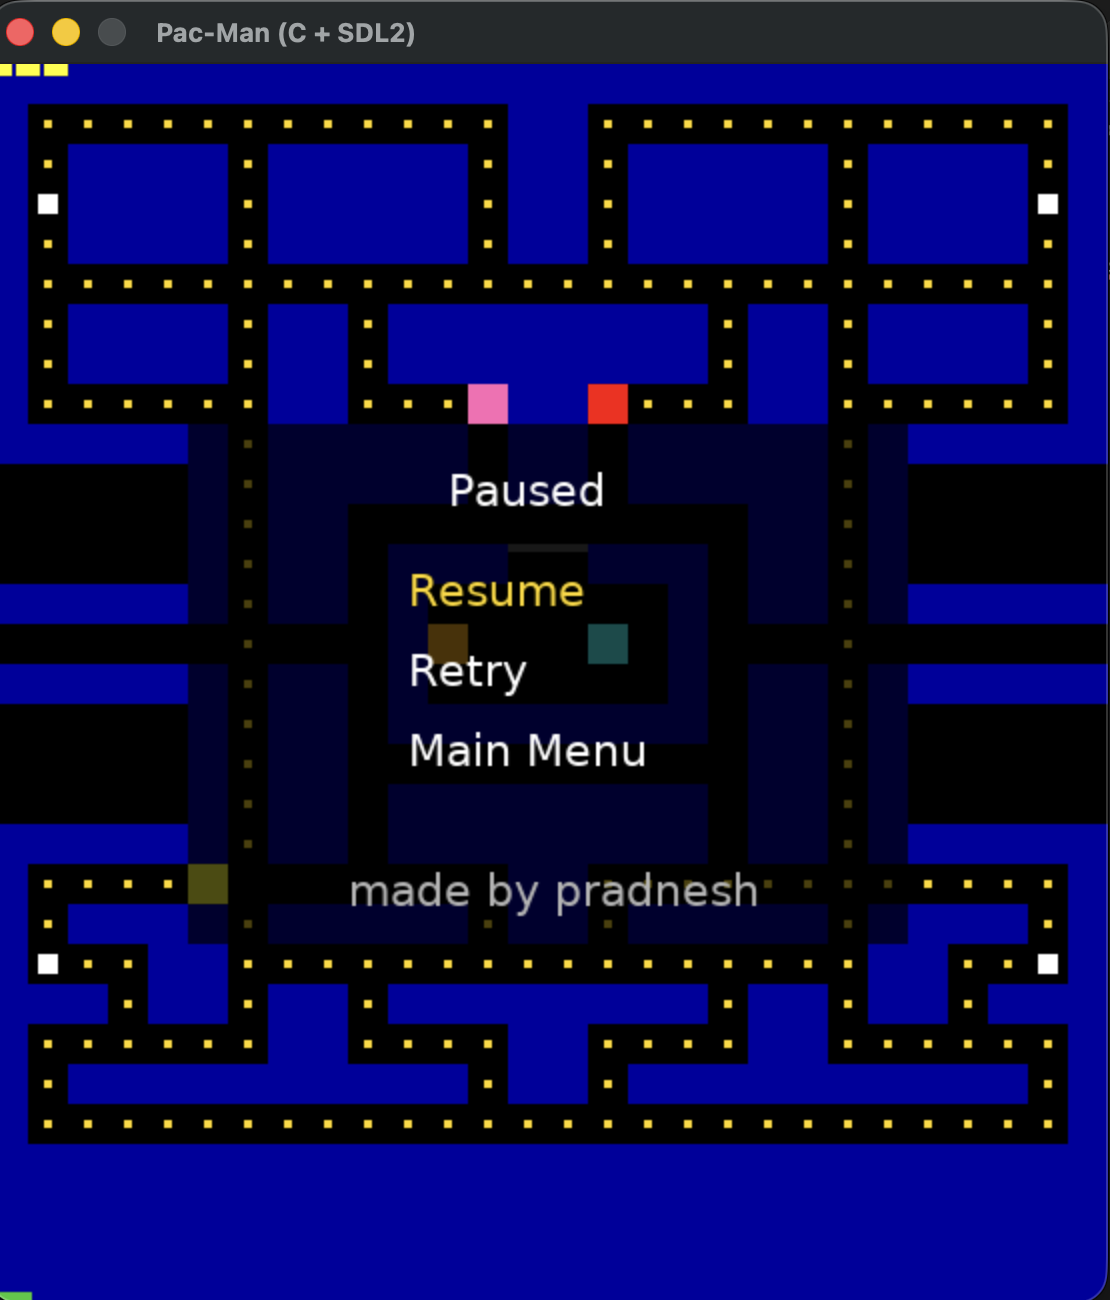 Pac-Man (C + SDL2)
Paused
Resume
Retry
Main Menu
made by pradnesh